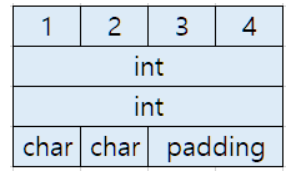 1 2 3 4
int
int
char char padding